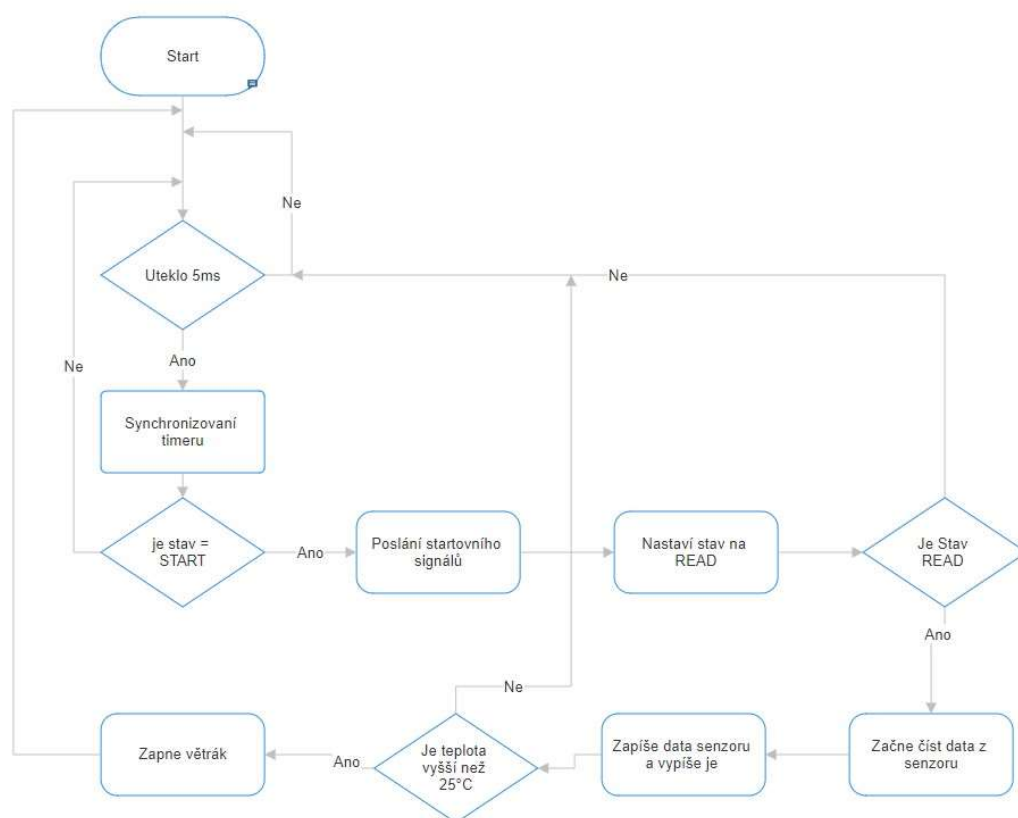 Start
Ne
Uteklo 5ms
Ne
Ne
Ano
Synchronizovaní
timeru
je stav =
START
Ano
Poslání startovního
signálů
Nastaví stav na
READ
Je Stav
READ
Ano
Ne
Zapne větrák
Ano
Je teplota
vyšší než
25°C
Zapíše data senzoru
a vypíše je
Začne číst data z
senzoru